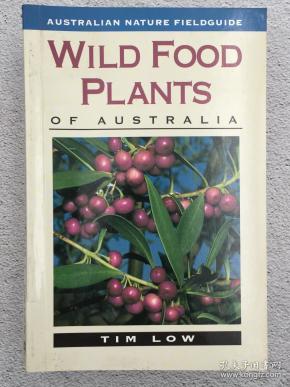 AUSTRALIAN NATURE FIELDGUIDE
WILD FOOD
PLANTS
OF AUSTRALIA
TIM LOW